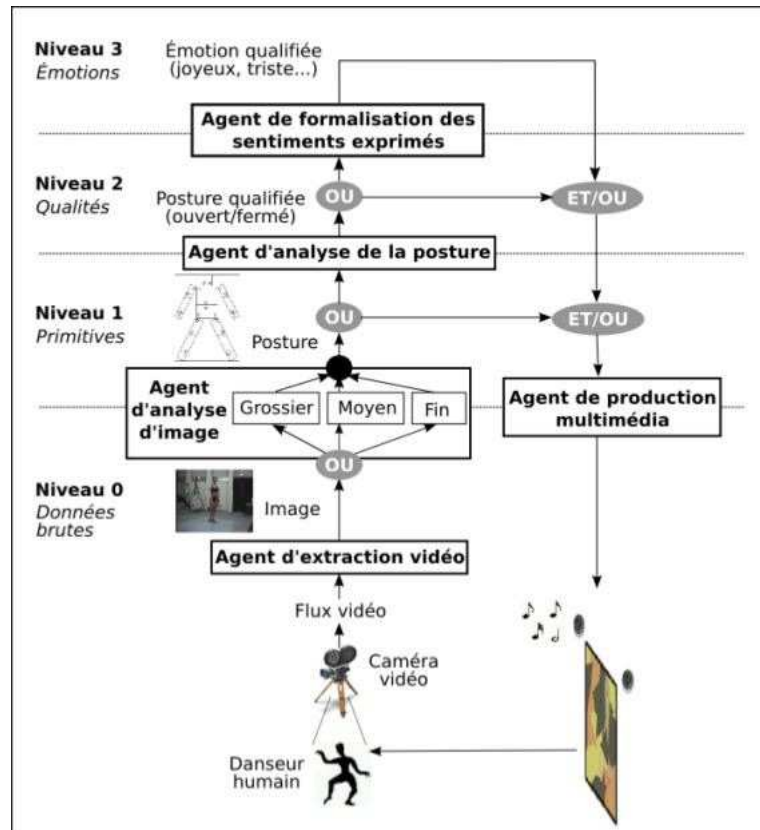 Niveau 3
Émotions
Émotion qualifiée
(joyeux, triste...)
Agent de formalisation des
sentiments exprimés
Niveau 2
Qualités
Posture qualifiée
(ouvert/fermé)
OU
ET/OU
Agent d'analyse de la posture
Niveau 1
Primitives
OU
ET/OU
Posture
Agent
d'analyse
d'image
Grossier
Moyen
Fin
OU
Agent de production
multimédia
Niveau 0
Données
brutes
Image
Agent d'extraction vidéo
Flux vidéo
Caméra
vidéo
Danseur
humain